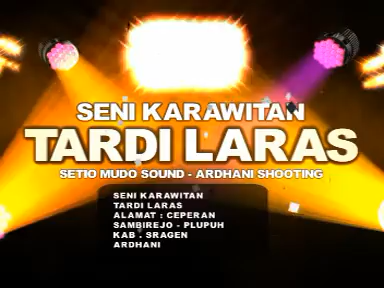 SENI KARAWITAN
TARDI LARAS
SETIO MUDO SOUND - ARDHANI SHOOTING
SENI KARAWITAN
TARDI LARAS
ALAMAT : CEPERAN
SAMBIREJO - PLUPUH
KAB . SRAGEN
ARDHANI